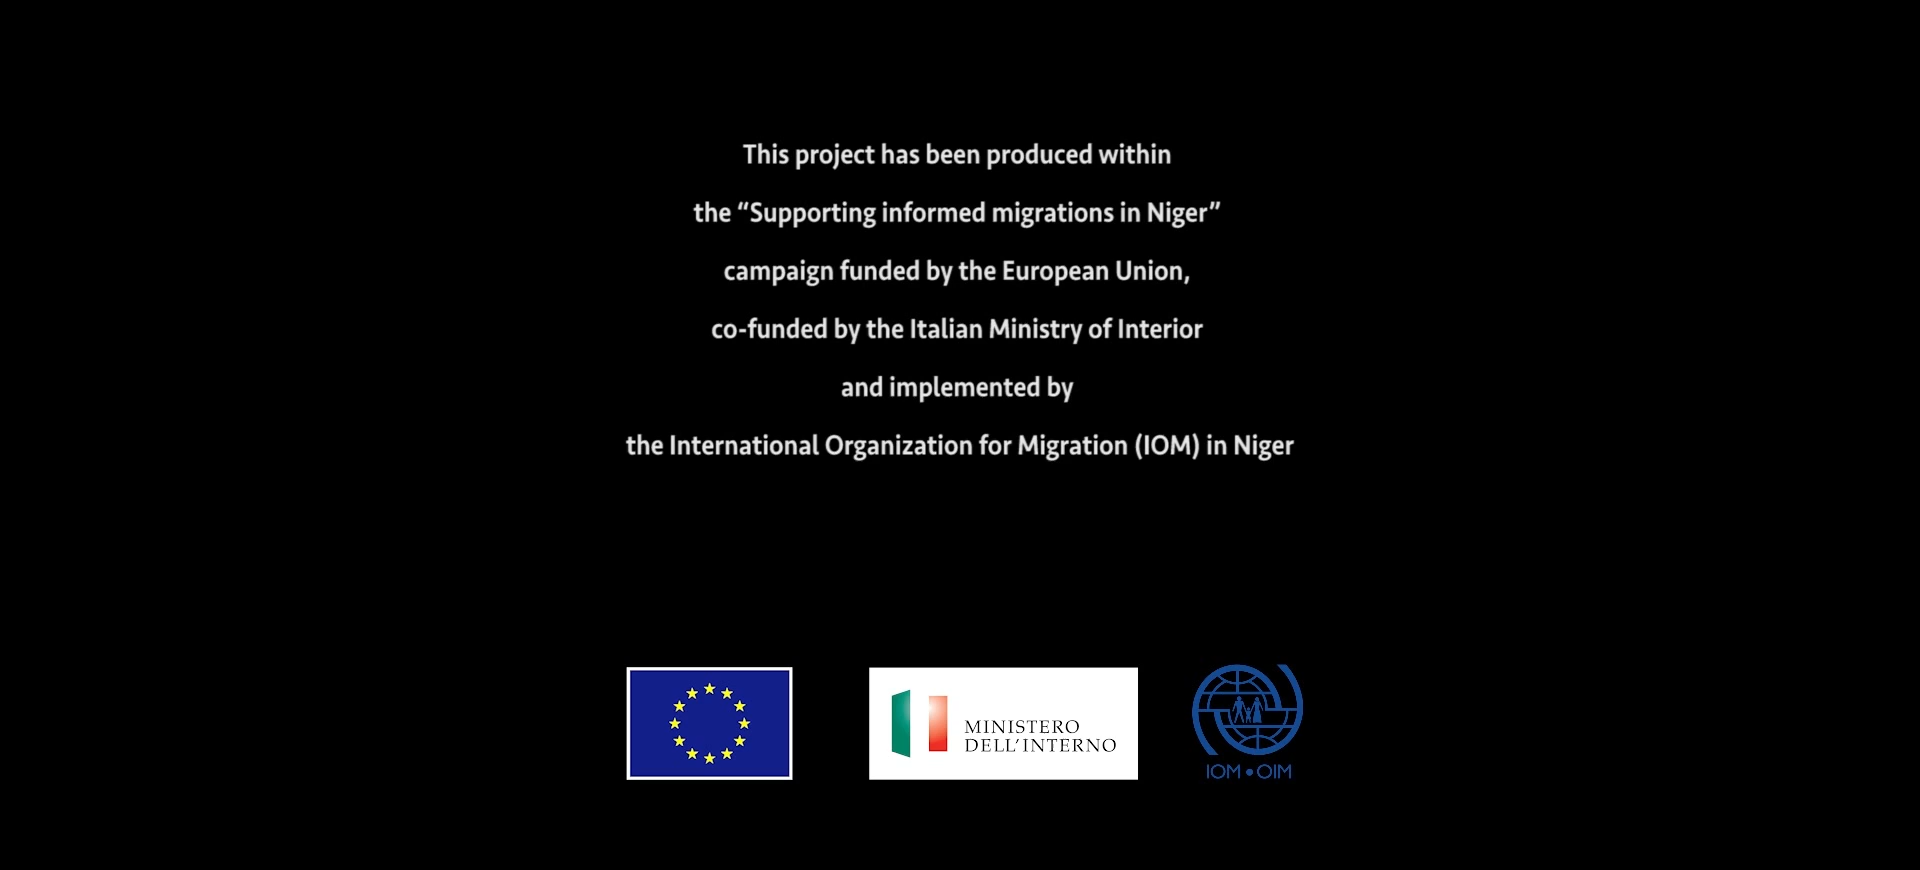 This project has been produced within
the “Supporting informed migrations in Niger”
campaign funded by the European Union,
co-funded by the Italian Ministry of Interior
and implemented by
the International Organization for Migration (IOM) in Niger
MINISTERO
DELL’INTERNO
IOM • OIM